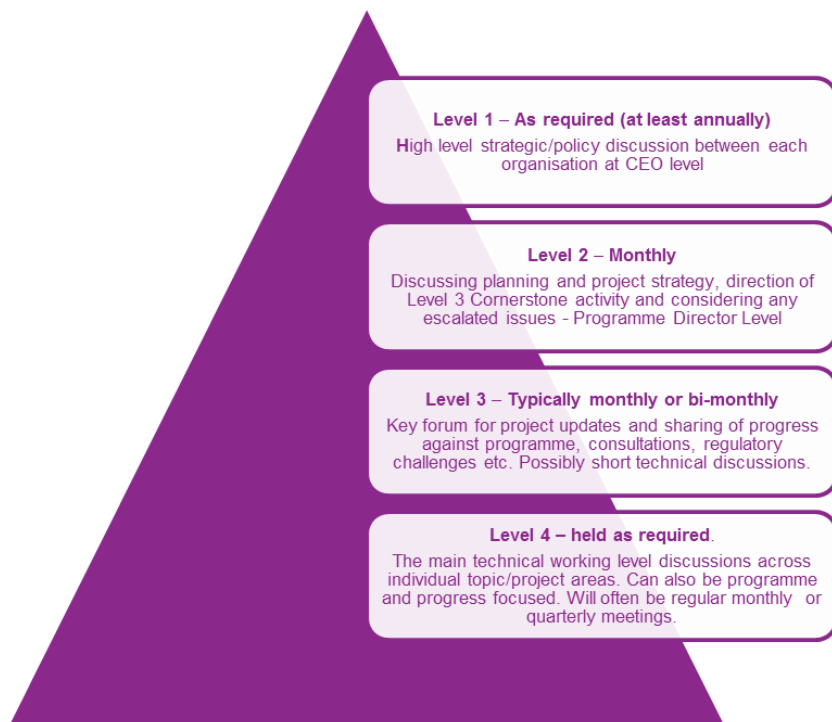 Level 1 – As required (at least annually)
High level strategic/policy discussion between each
organisation at CEO level
Level 2 – Monthly
Discussing planning and project strategy, direction of
Level 3 Cornerstone activity and considering any
escalated issues - Programme Director Level
Level 3 – Typically monthly or bi-monthly
Key forum for project updates and sharing of progress
against programme, consultations, regulatory
challenges etc. Possibly short technical discussions.
Level 4 – held as required.
The main technical working level discussions across
individual topic/project areas. Can also be programme
and progress focused. Will often be regular monthly or
quarterly meetings.